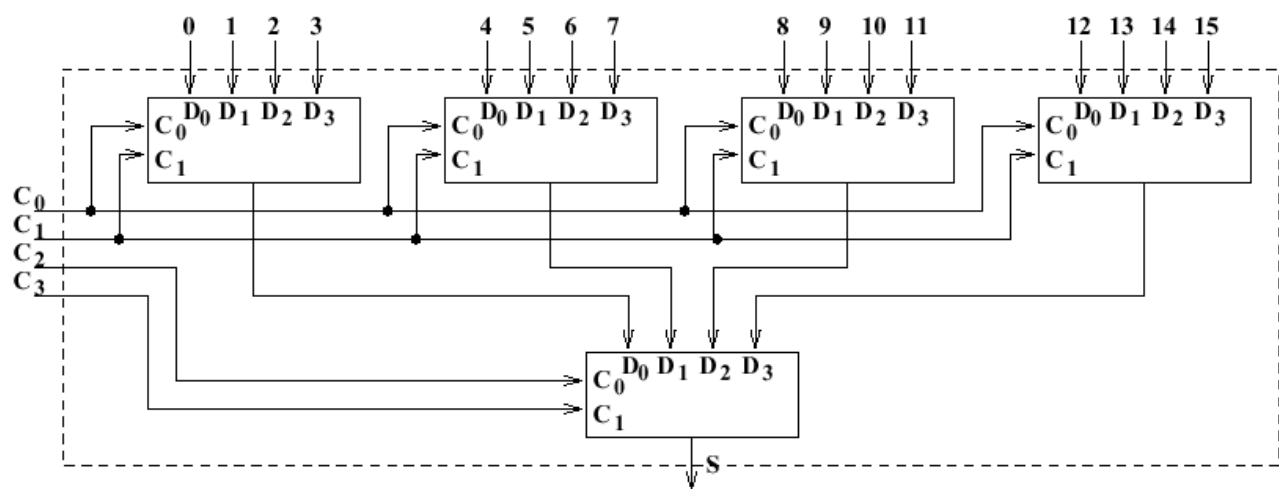 0 1 2 3 4 5 6 7 8 9 10 11 12 13 14 15
D0 D1 D2 D3 D0 D1 D2 D3 D0 D1 D2 D3 D0 D1 D2 D3
C0 C0 C0 C0
C1 C1 C1 C1
C0
C1
C2
C3
D0 D1 D2 D3
C0
C1
S